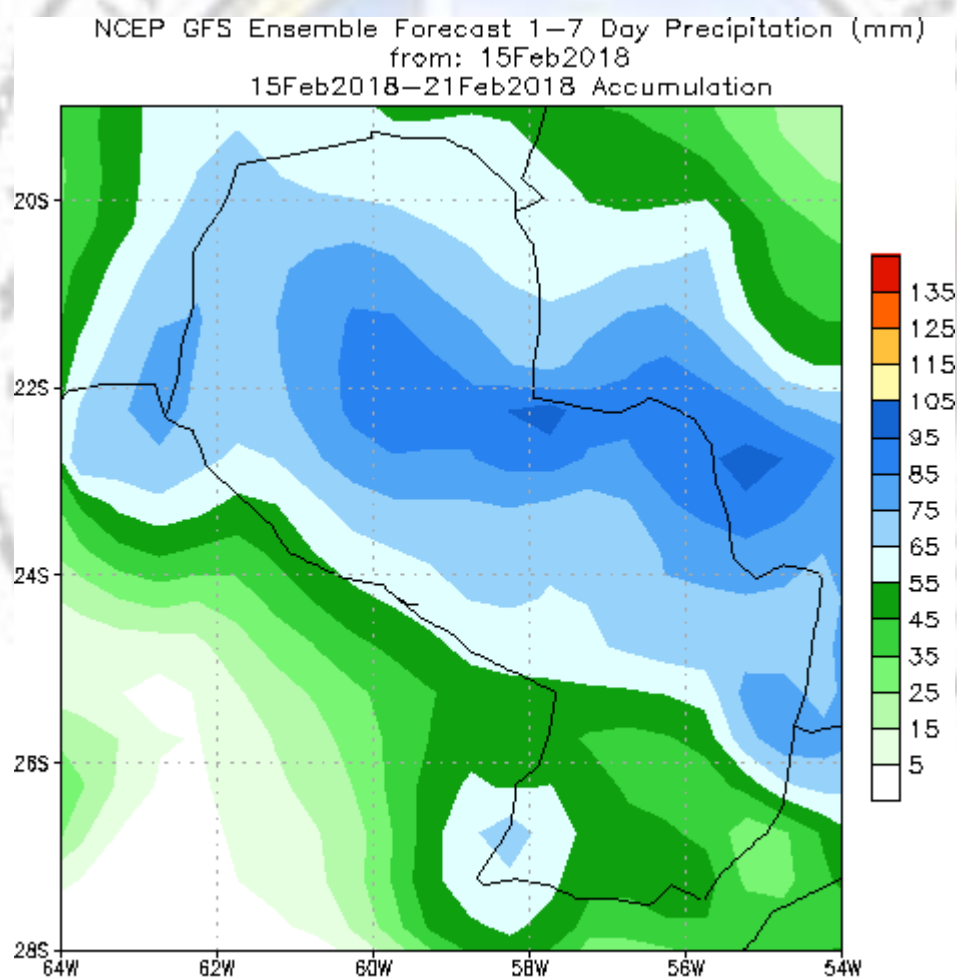 NCEP GFS Ensemble Forecast 1–7 Day Precipitation (mm)
from: 15Feb2018
15Feb2018–21Feb2018 Accumulation
20S
22S
24S
26S
28S
64W
62W
60W
58W
56W
54W
135
125
115
105
95
85
75
65
55
45
35
25
15
5